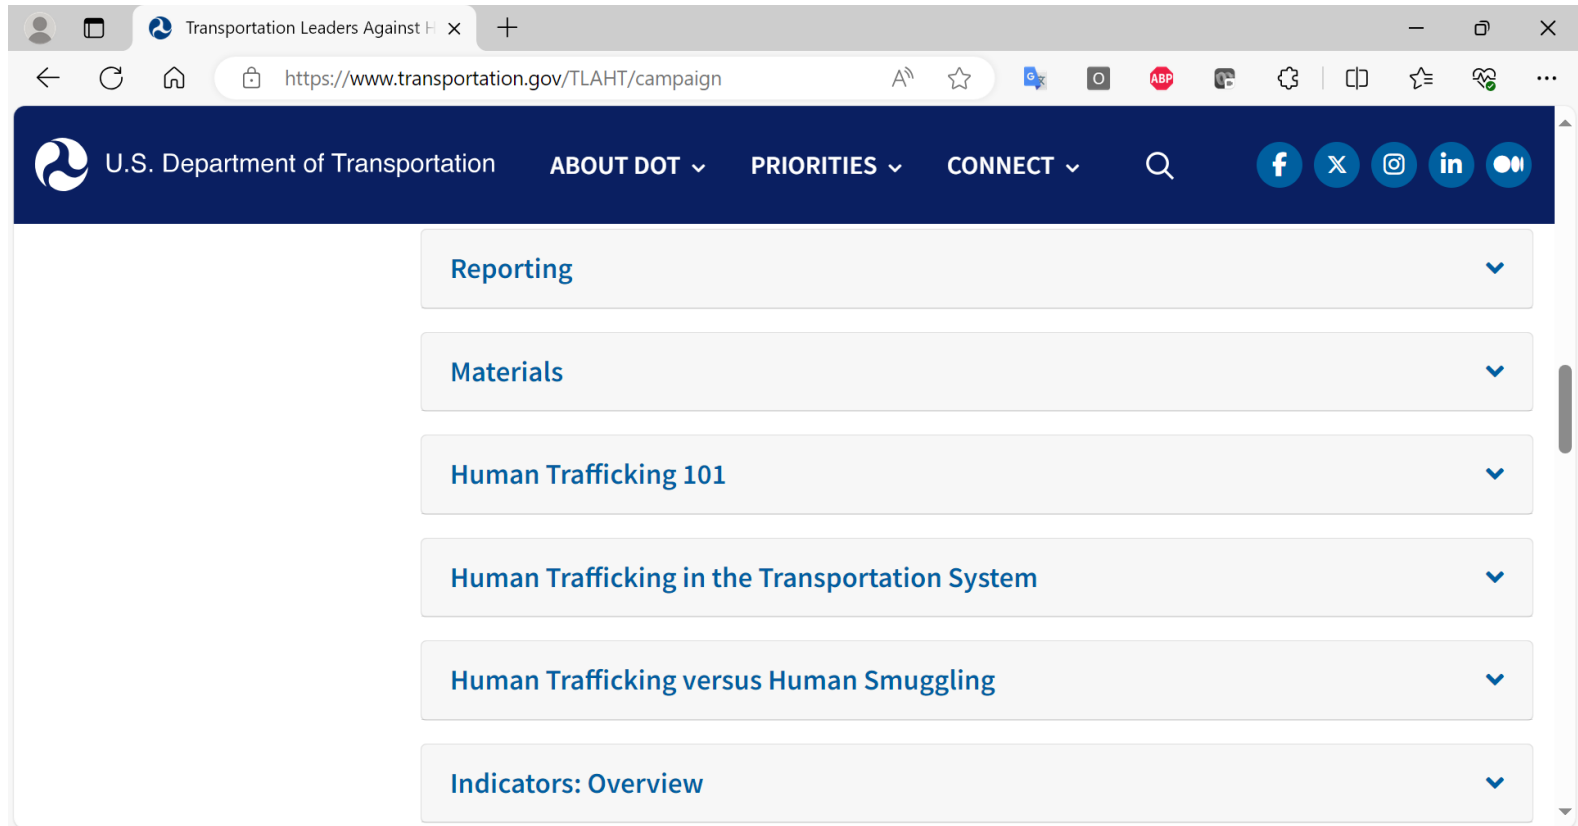 Transportation Leaders Against H
https://www.transportation.gov/TLAHT/campaign
ABP
U.S. Department of Transportation
ABOUT DOT
PRIORITIES
CONNECT
Reporting
Materials
Human Trafficking 101
Human Trafficking in the Transportation System
Human Trafficking versus Human Smuggling
Indicators: Overview